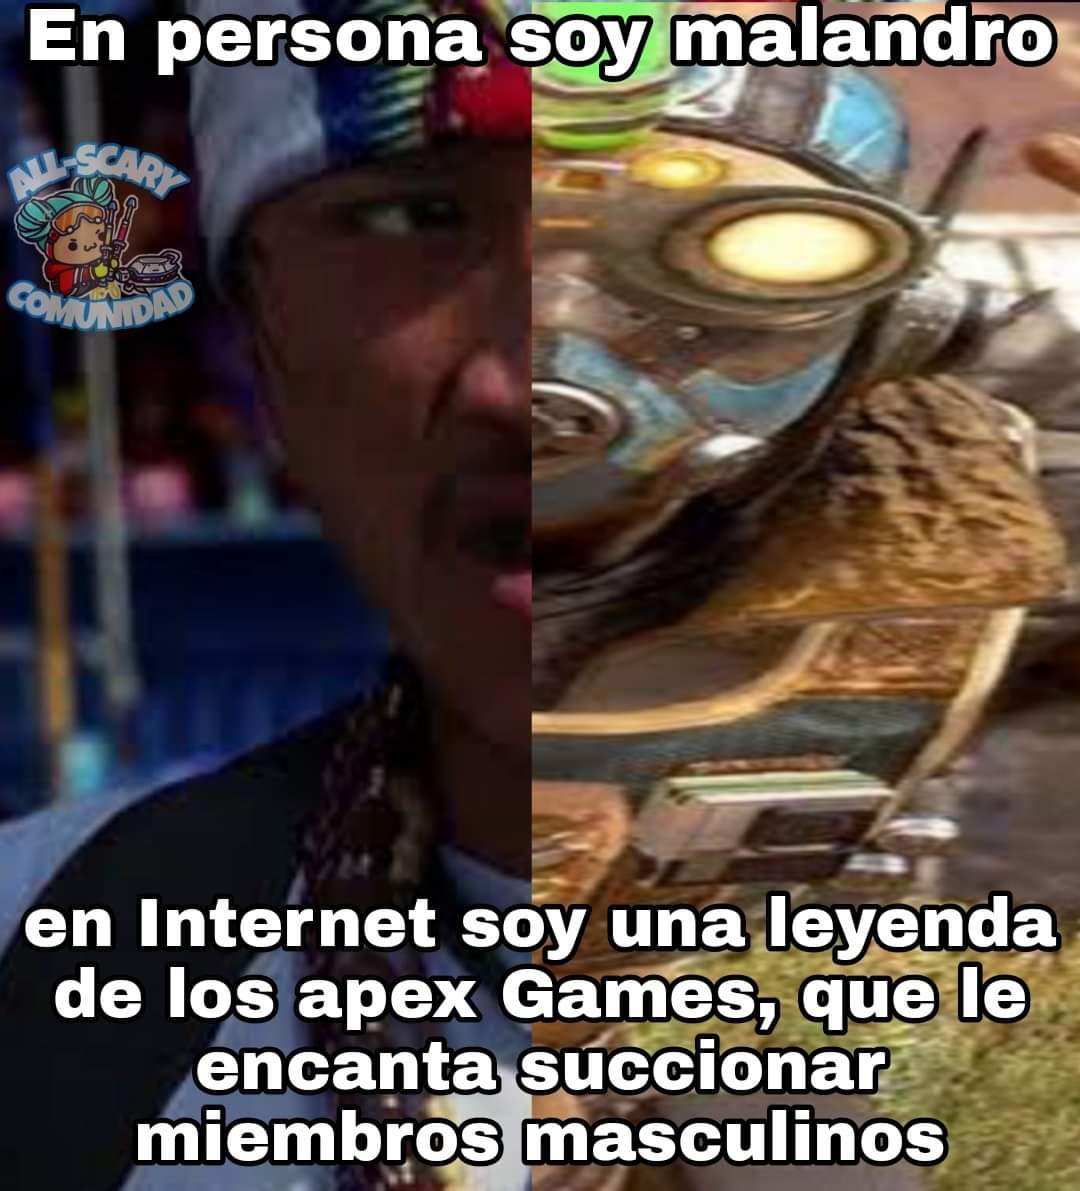 En persona soy malandro
ALL-SCARY
COMUNIDAD
en Internet soy una leyenda
de los apex Games, que le
encanta succionar
miembros masculinos